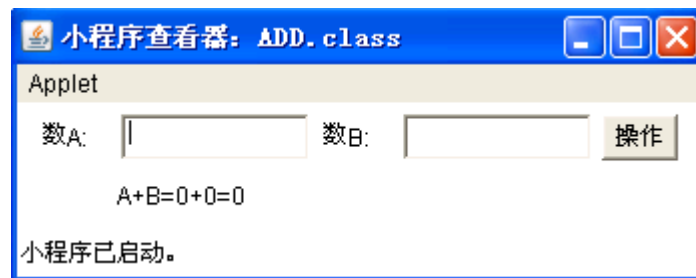 小程序查看器: ADD.class
Applet
数A: 数B: 操作
A+B=0+0=0
小程序已启动。